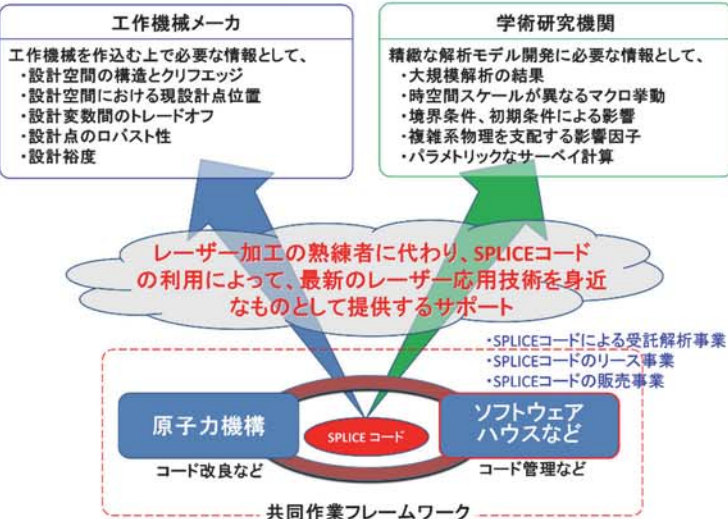 工作機械メーカ
工作機械を作込む上で必要な情報として、
・設計空間の構造とクリフエッジ
・設計空間における現設計点位置
・設計変数間のトレードオフ
・設計点のロバスト性
・設計裕度
学術研究機関
精緻な解析モデル開発に必要な情報として、
・大規模解析の結果
・時空間スケールが異なるマクロ挙動
・境界条件、初期条件による影響
・複雑系物理を支配する影響因子
・パラメトリックなサーベイ計算
レーザー加工の熟練者に代わり、SPLICEコード
の利用によって、最新のレーザー応用技術を身近
なものとして提供するサポート
・SPLICEコードによる受託解析事業
・SPLICEコードのリース事業
・SPLICEコードの販売事業
原子力機構
SPLICE コード
ソフトウェア
ハウスなど
コード改良など
コード管理など
共同作業フレームワーク